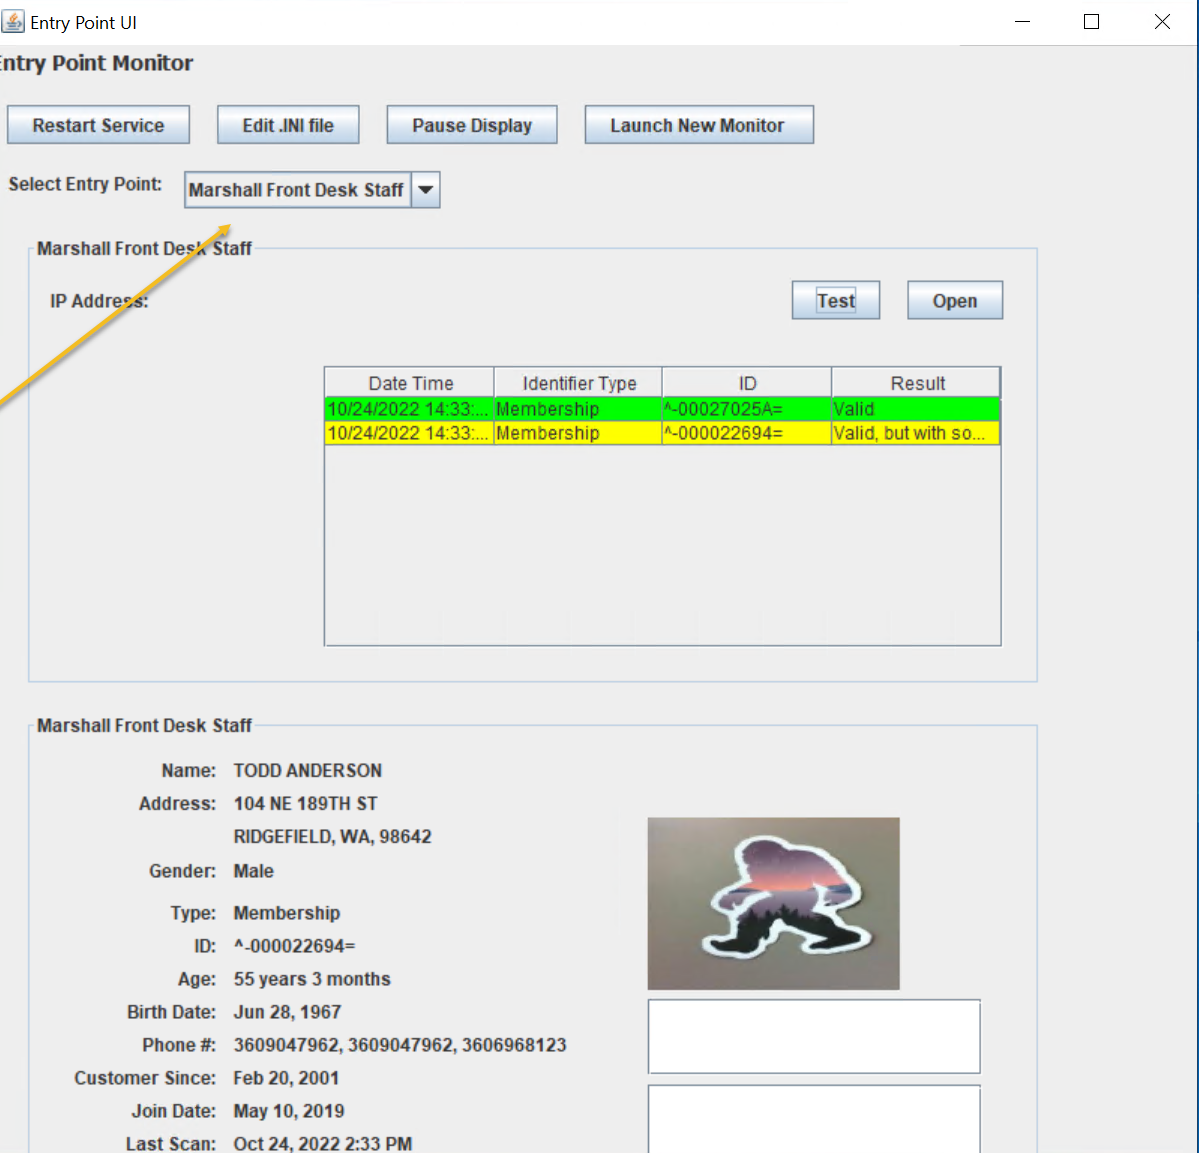 Entry Point UI
Entry Point Monitor
Restart Service Edit .INI file Pause Display Launch New Monitor
Select Entry Point: Marshall Front Desk Staff
Marshall Front Desk Staff
IP Address: Test Open
Date Time Identifier Type ID Result
10/24/2022 14:33:... Membership ^-00027025A= Valid
10/24/2022 14:33:... Membership ^-000022694= Valid, but with so...
Marshall Front Desk Staff
Name: TODD ANDERSON
Address: 104 NE 189TH ST
RIDGEFIELD, WA, 98642
Gender: Male
Type: Membership
ID: ^-000022694=
Age: 55 years 3 months
Birth Date: Jun 28, 1967
Phone #: 3609047962, 3609047962, 3606968123
Customer Since: Feb 20, 2001
Join Date: May 10, 2019
Last Scan: Oct 24, 2022 2:33 PM